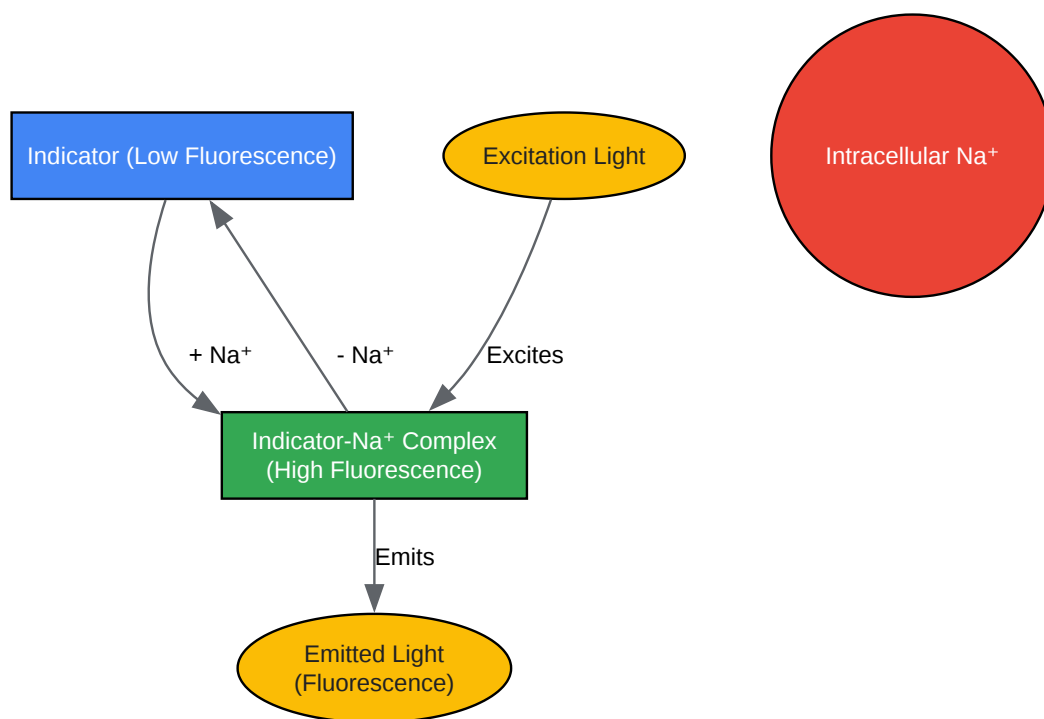 Indicator (Low Fluorescence)
Excitation Light
Intracellular Na⁺
+ Na⁺
- Na⁺
Excites
Indicator-Na⁺ Complex
(High Fluorescence)
Emits
Emitted Light
(Fluorescence)